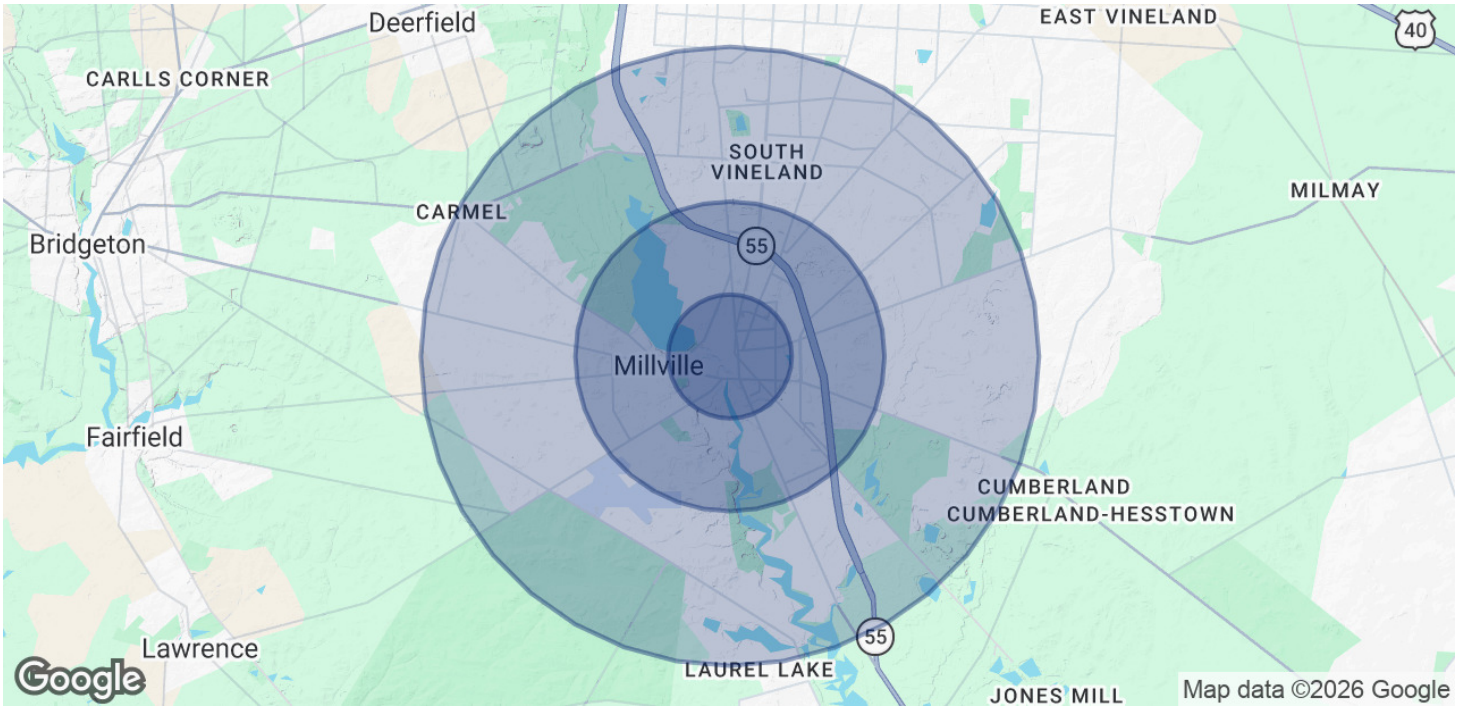 Deerfield
EAST VINELAND
40
CARLLS CORNER
SOUTH
VINELAND
MILMAY
CARMEL
Bridgeton
55
Millville
Fairfield
CUMBERLAND
CUMBERLAND-HESSTOWN
55
Lawrence
LAUREL LAKE
Google
JONES MILL
Map data ©2026 Google